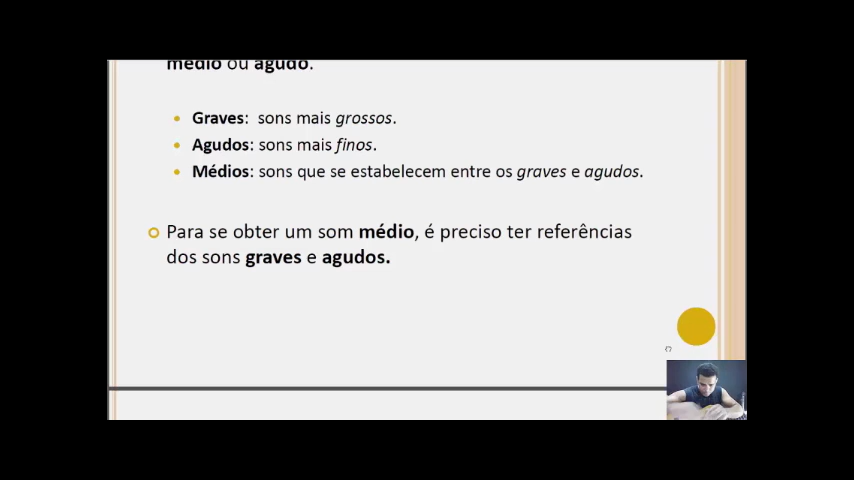 médio ou agudo.
Graves: sons mais grossos.
Agudos: sons mais finos.
Médios: sons que se estabelecem entre os graves e agudos.
Para se obter um som médio, é preciso ter referências
dos sons graves e agudos.